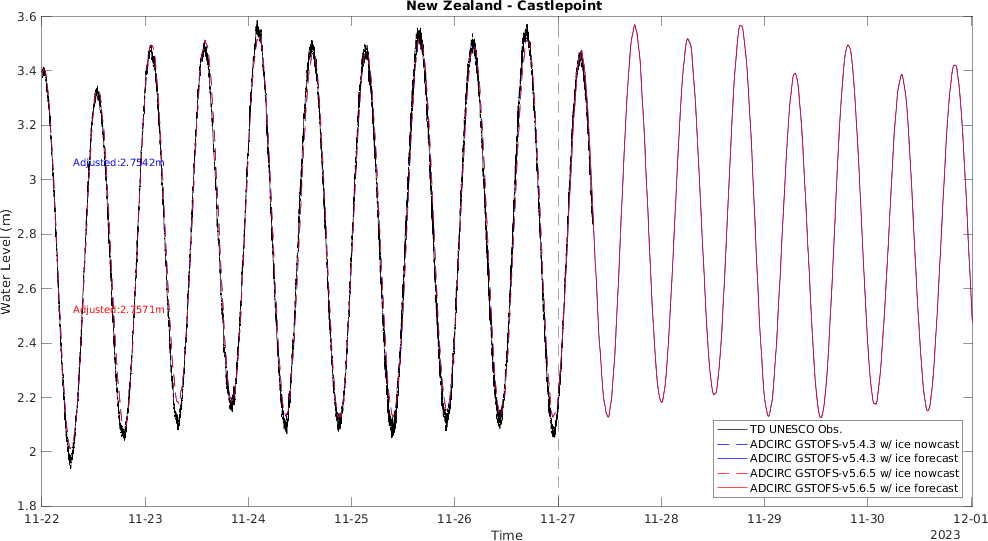 New Zealand - Castlepoint
3.6
3.4
3.2
3
2.8
2.6
2.4
2.2
2
1.8
Water Level (m)
Adjusted:2.7542m
Adjusted:2.7571m
TD UNESCO Obs.
ADCIRC GSTOFS-v5.4.3 w/ ice nowcast
ADCIRC GSTOFS-v5.4.3 w/ ice forecast
ADCIRC GSTOFS-v5.6.5 w/ ice nowcast
ADCIRC GSTOFS-v5.6.5 w/ ice forecast
11-22 11-23 11-24 11-25 11-26 11-27 11-28 11-29 11-30 12-01
Time
2023